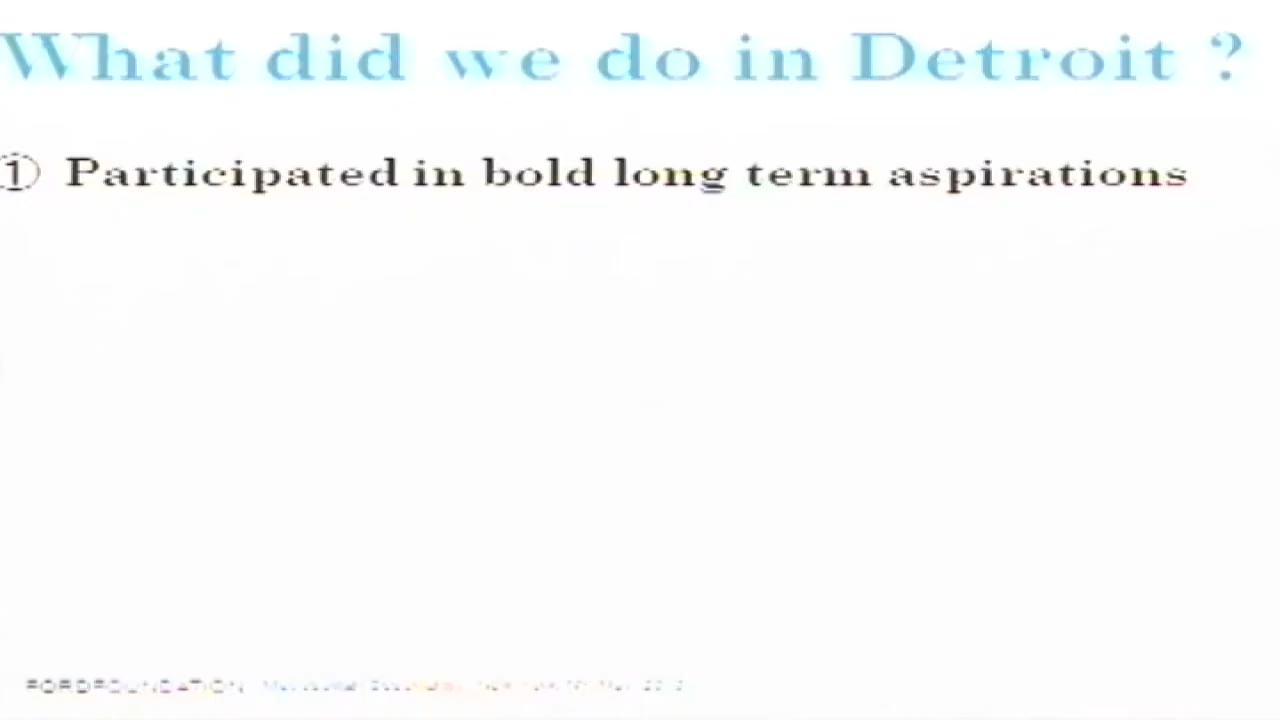 What did we do in Detroit ?
① Participated in bold long term aspirations
FORDFOUNDATION